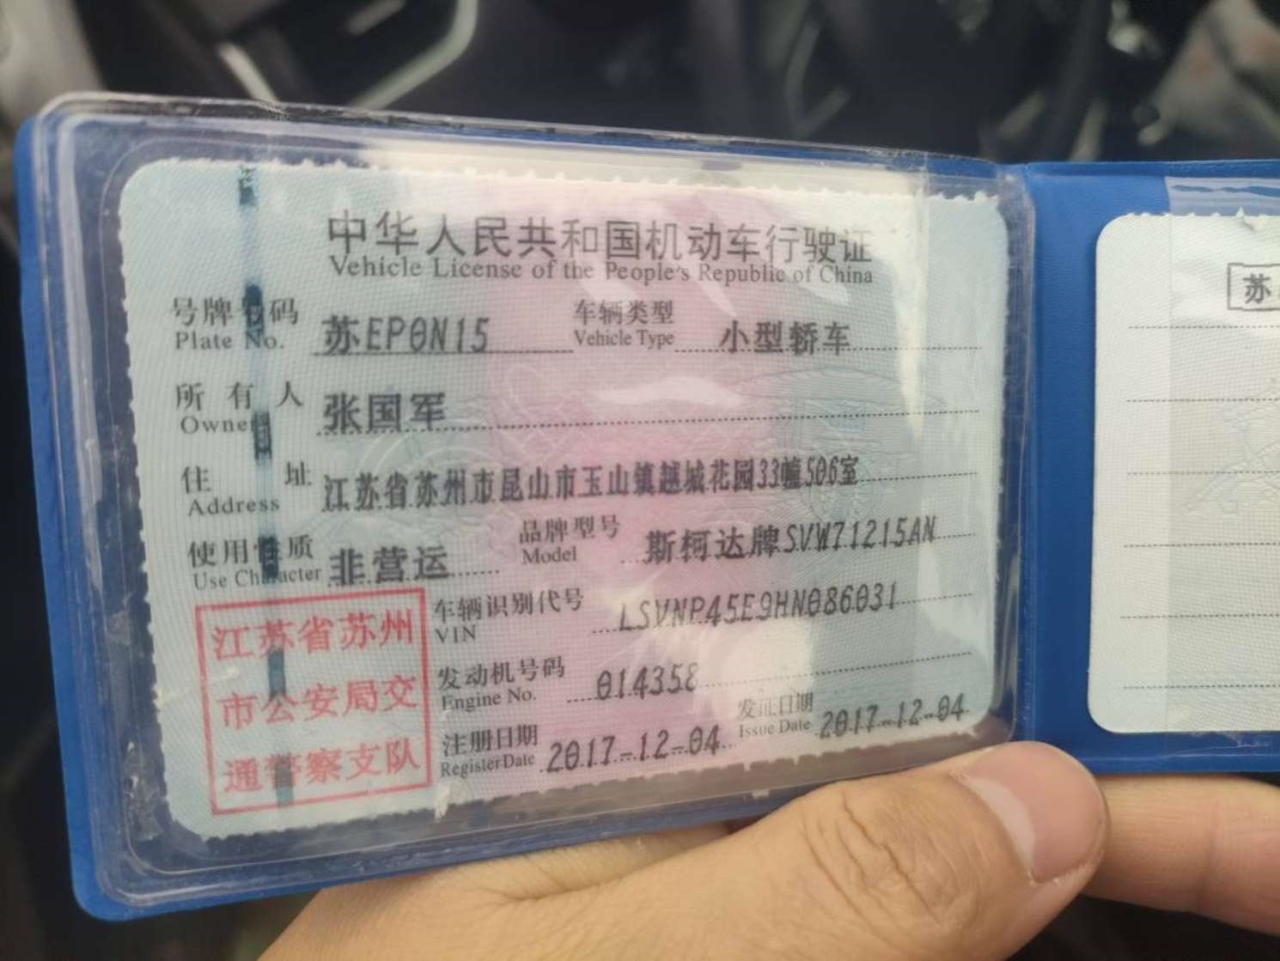 中华人民共和国机动车行驶证
Vehicle License of the People's Republic of China
号牌号码 苏EP0N15 车辆类型 小型轿车
Plate No. Vehicle Type
所有人 张国军
Owner
住址 江苏省苏州市昆山市玉山镇越城花园33幢506室
Address
使用性质 非营运 品牌型号 斯柯达牌SVW71215AN
Use Character Model
车辆识别代号 LSVNP45E9HN086031
VIN
发动机号码 014358
Engine No.
注册日期 2017-12-04 发证日期 2017-12-04
Register Date Issue Date
江苏省苏州
市公安局交
通警察支队
苏